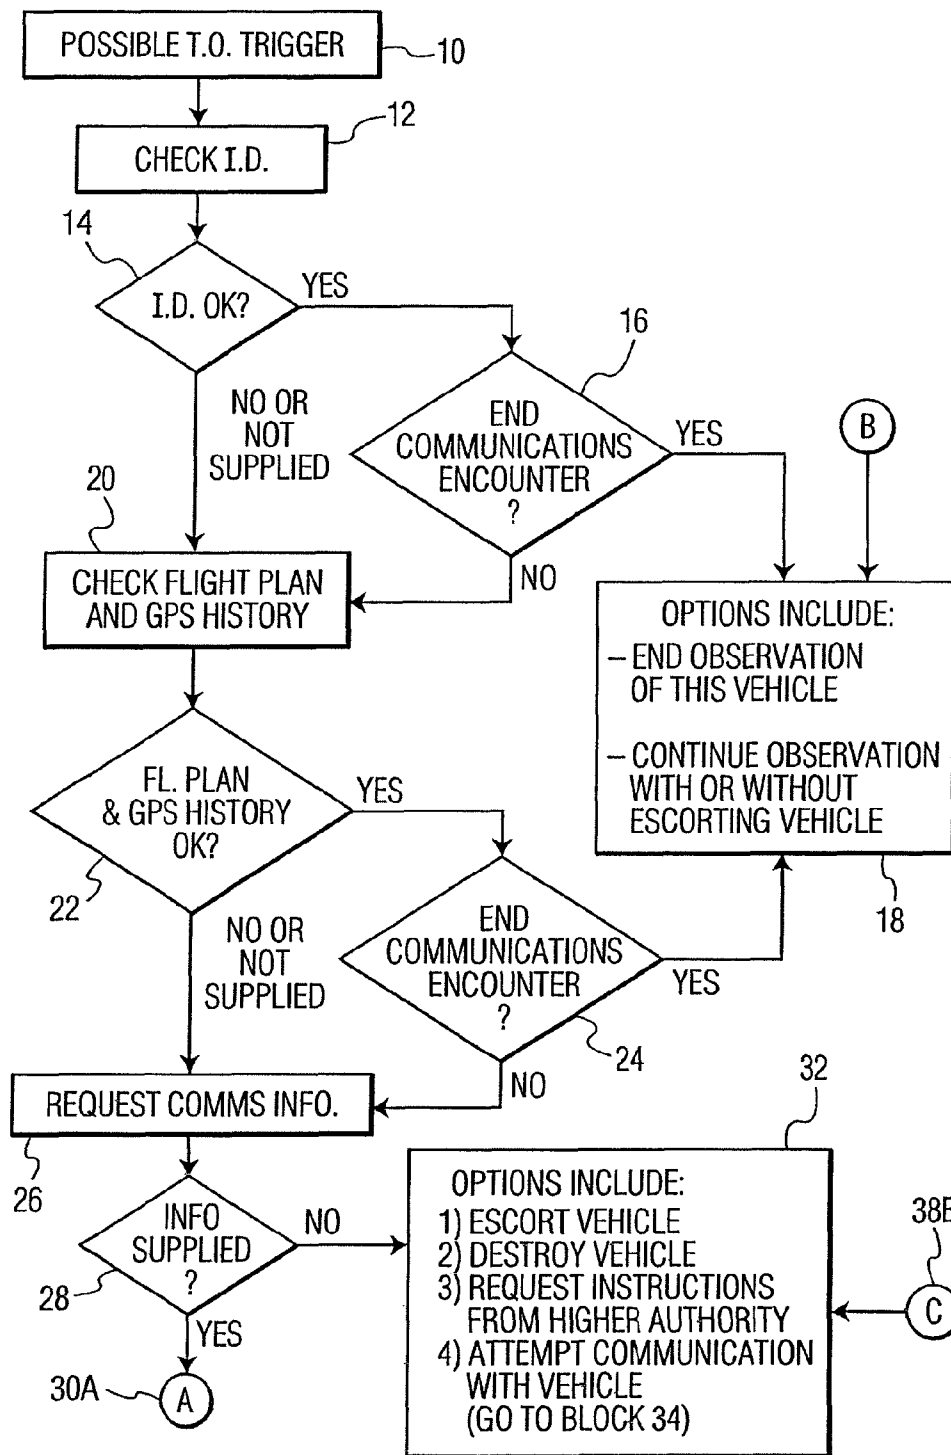 POSSIBLE T.O. TRIGGER
10
12
CHECK I.D.
14
I.D. OK?
YES
16
NO OR
NOT
SUPPLIED
END
COMMUNICATIONS
ENCOUNTER
?
YES
B
20
NO
CHECK FLIGHT PLAN
AND GPS HISTORY
OPTIONS INCLUDE:
– END OBSERVATION
OF THIS VEHICLE
– CONTINUE OBSERVATION
WITH OR WITHOUT
ESCORTING VEHICLE
18
FL. PLAN
& GPS HISTORY
OK?
YES
22
NO OR
NOT
SUPPLIED
END
COMMUNICATIONS
ENCOUNTER
?
YES
24
NO
REQUEST COMMS INFO.
26
32
INFO
SUPPLIED
?
NO
28
YES
30A
A
OPTIONS INCLUDE:
1) ESCORT VEHICLE
2) DESTROY VEHICLE
3) REQUEST INSTRUCTIONS
FROM HIGHER AUTHORITY
4) ATTEMPT COMMUNICATION
WITH VEHICLE
(GO TO BLOCK 34)
38B
C